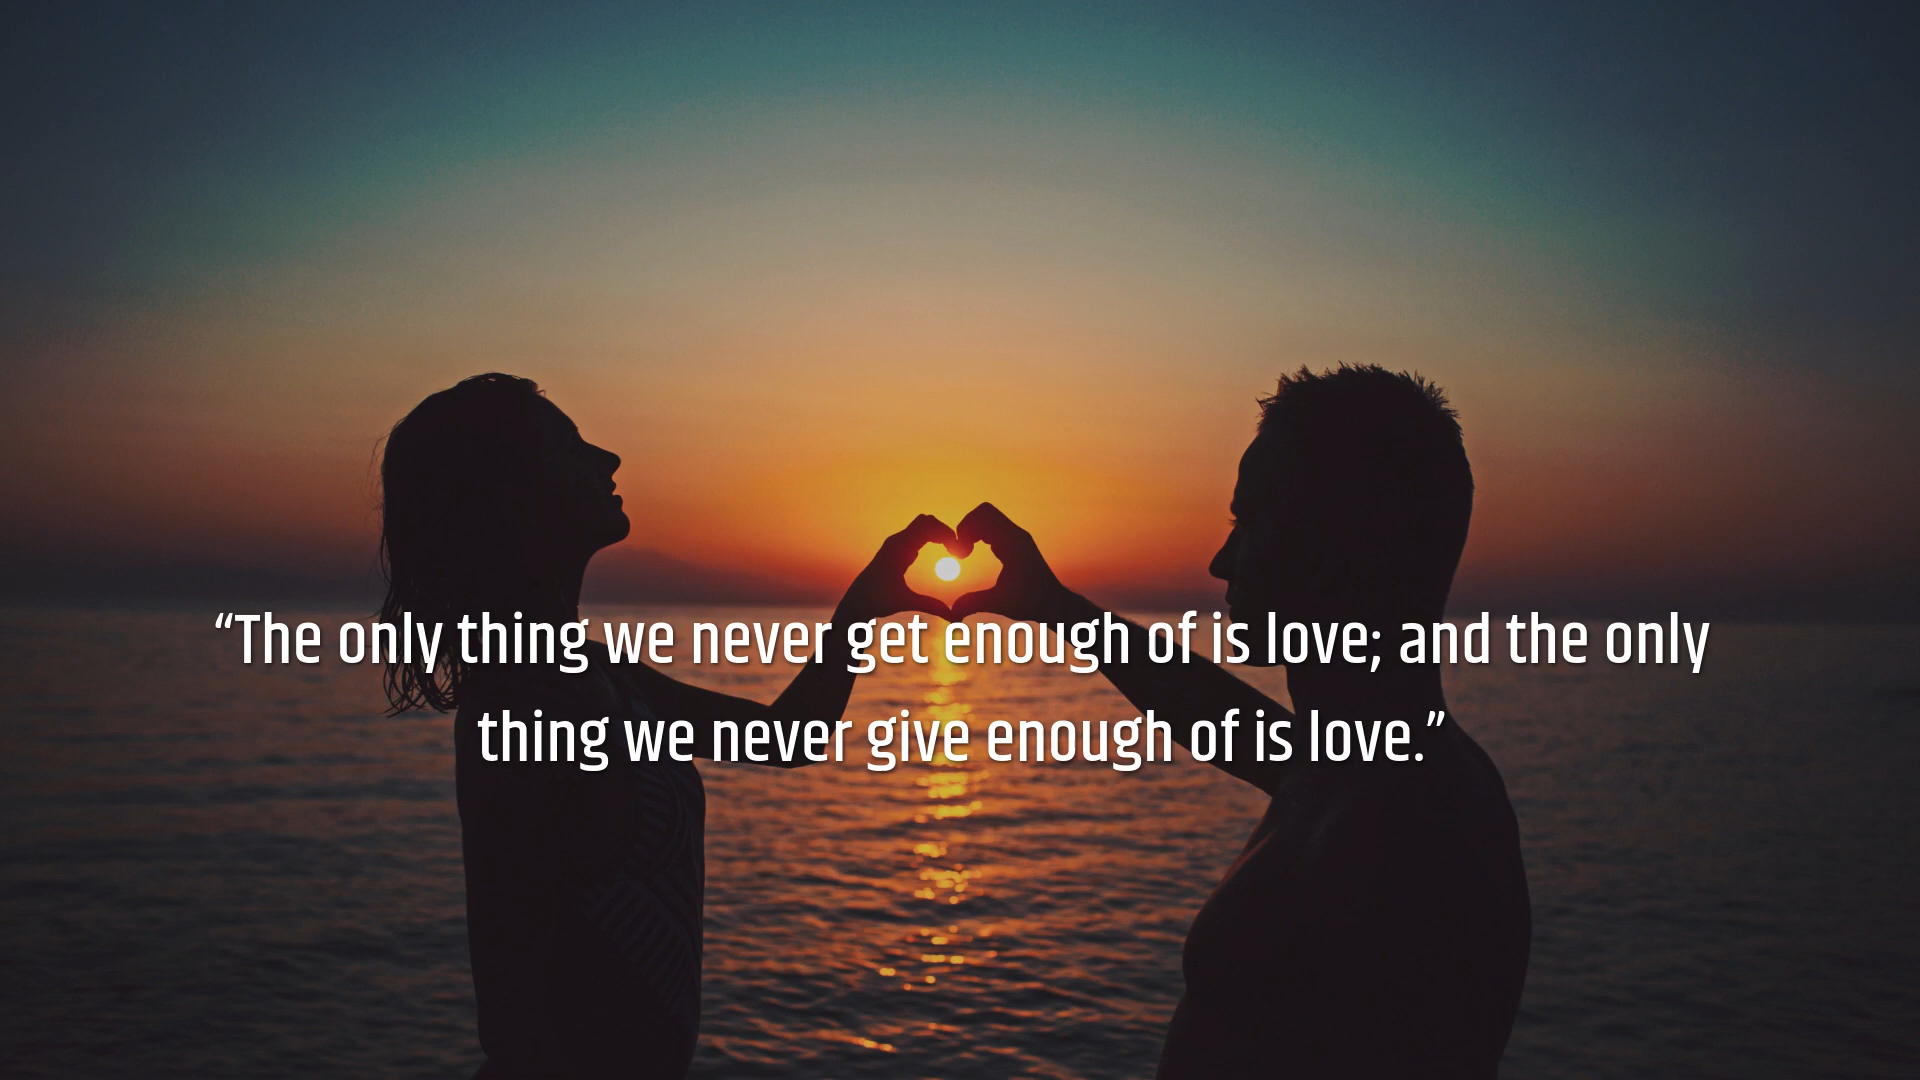 “The only thing we never get enough of is love; and the only
thing we never give enough of is love.”